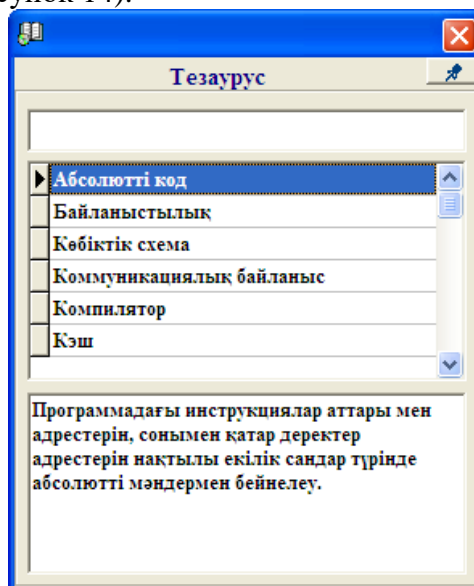 Тезаурус
Абсолютті код
Байланыстылық
Көбіктік схема
Коммуникациялық байланыс
Компилятор
Кэш
Программадағы инструкциялар аттары мен
адрестерін, сонымен қатар деректер
адрестерін нақтылы екілік сандар түрінде
абсолютті мәндермен бейнелеу.